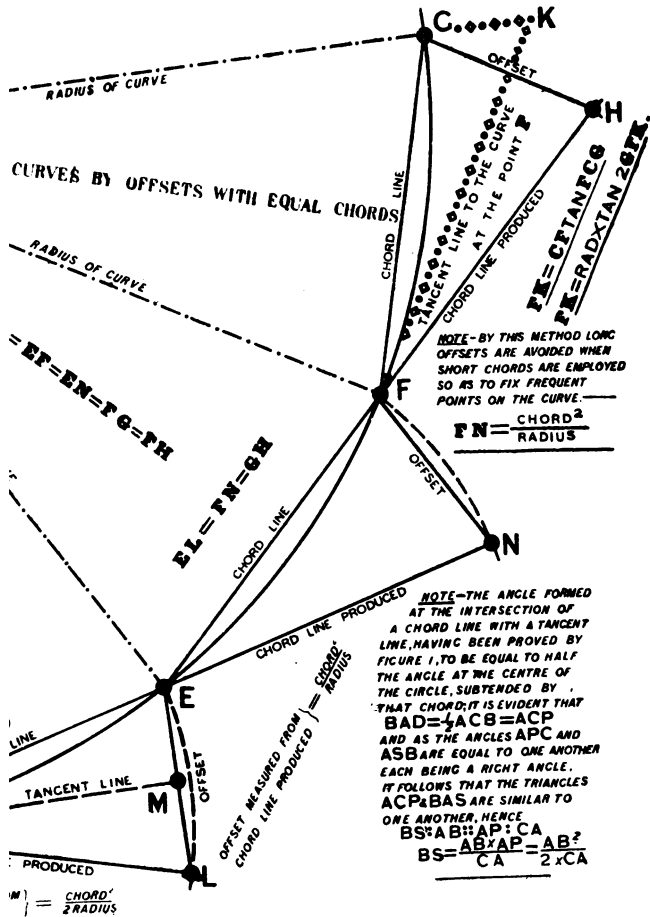 G
K
OFFSET
H
RADIUS OF CURVE
CHORD LINE
TANGENT LINE TO THE CURVE
AT THE POINT F
CHORD LINE PRODUCED
FK=CFTANFCG
FK=RADXTAN 2GFK.
CURVES BY OFFSETS WITH EQUAL CHORDS
RADIUS OF CURVE
NOTE-BY THIS METHOD LONG
OFFSETS ARE AVOIDED WHEN
SHORT CHORDS ARE EMPLOYED
SO AS TO FIX FREQUENT
POINTS ON THE CURVE.
FN=CHORD²
RADIUS
F
=EF=EN=FG=FH
EL=FN=GH
CHORD LINE
OFFSET
N
CHORD LINE PRODUCED
E
OFFSET MEASURED FROM
CHORD LINE PRODUCED } = CHORD'
RADIUS
NOTE-THE ANGLE FORMED
AT THE INTERSECTION OF
A CHORD LINE WITH A TANGENT
LINE,HAVING BEEN PROVED BY
FIGURE 1,TO BE EQUAL TO HALF
THE ANGLE AT THE CENTRE OF
THE CIRCLE, SUBTENDED BY
THAT CHORD;IT IS EVIDENT THAT
BAD=½ACB=ACP
AND AS THE ANGLES APC AND
ASB ARE EQUAL TO ONE ANOTHER
EACH BEING A RIGHT ANGLE,
IT FOLLOWS THAT THE TRIANGLES
ACP&BAS ARE SIMILAR TO
ONE ANOTHER, HENCE
BS::AB::AP:CA
BS=AB×AP=AB²
CA 2×CA
LINE
TANGENT LINE
M
OFFSET
L
PRODUCED
} = CHORD'
2RADIUS